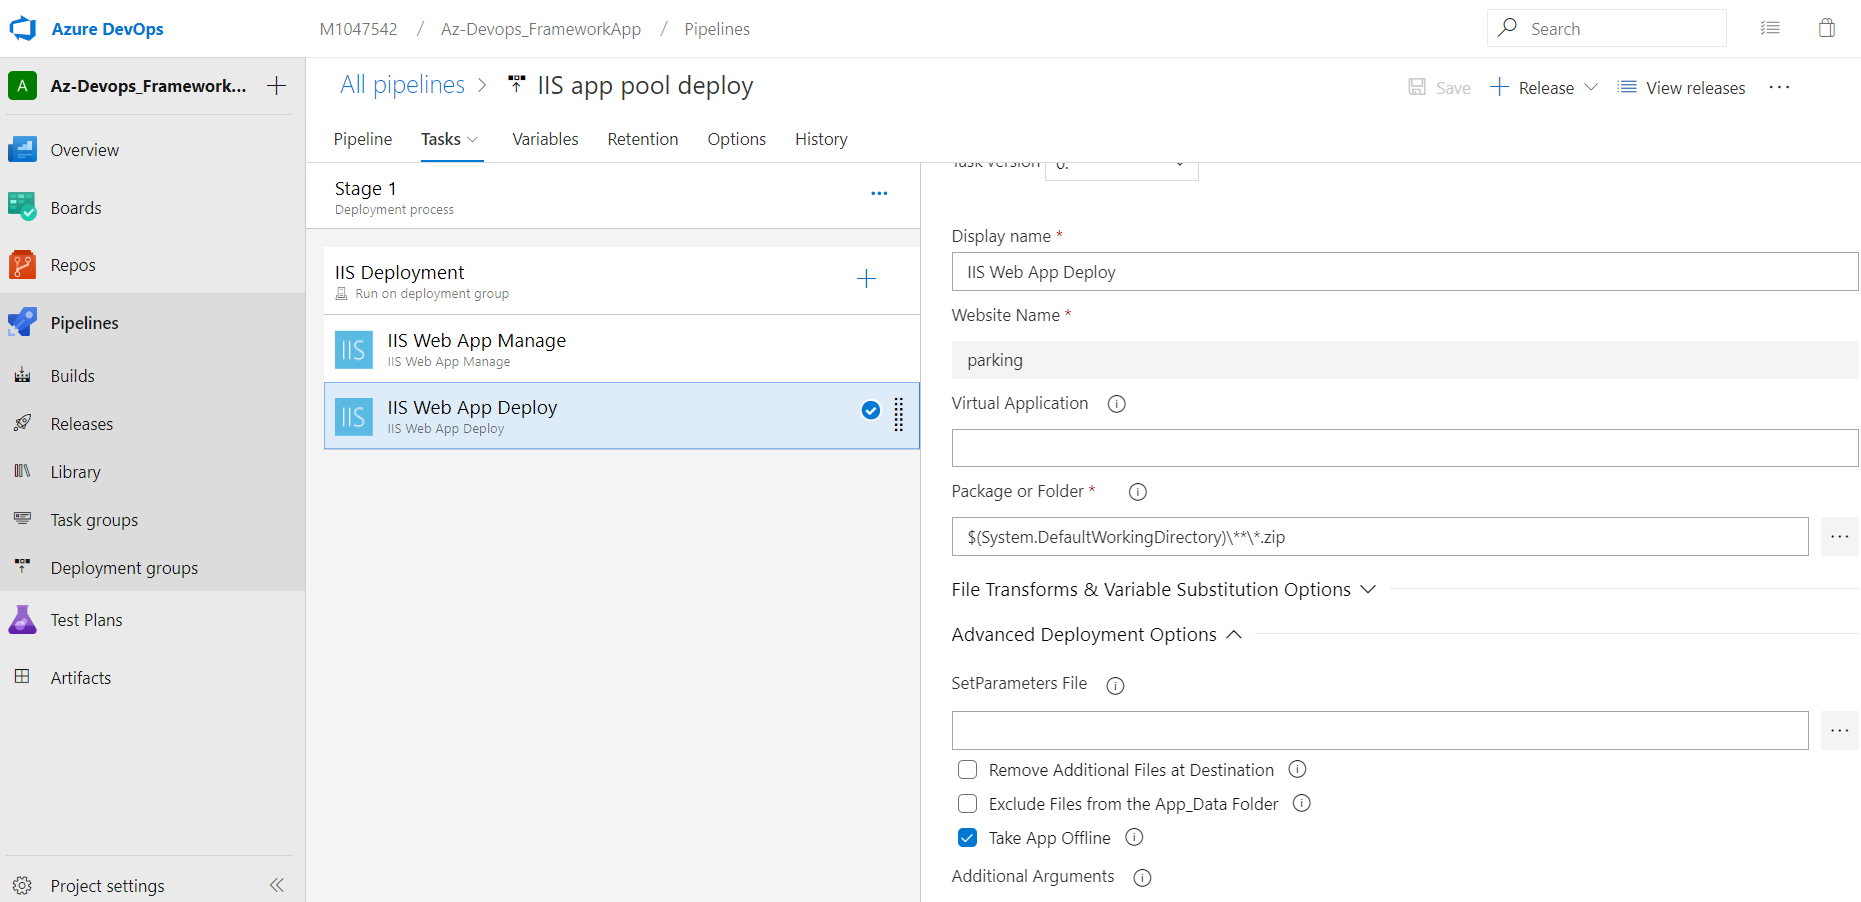 Azure DevOps
M1047542 / Az-Devops_FrameworkApp / Pipelines
Search
A Az-Devops_Framework...
Overview
Boards
Repos
Pipelines
Builds
Releases
Library
Task groups
Deployment groups
Test Plans
Artifacts
Project settings
All pipelines > IIS app pool deploy
Save
Release
View releases
Pipeline Tasks Variables Retention Options History
Stage 1
Deployment process
IIS Deployment
Run on deployment group
IIS IIS Web App Manage
IIS Web App Manage
IIS IIS Web App Deploy
IIS Web App Deploy
Task version 0.
Display name *
IIS Web App Deploy
Website Name *
parking
Virtual Application
Package or Folder *
$(System.DefaultWorkingDirectory)\**\*.zip
File Transforms & Variable Substitution Options
Advanced Deployment Options
SetParameters File
Remove Additional Files at Destination
Exclude Files from the App_Data Folder
Take App Offline
Additional Arguments